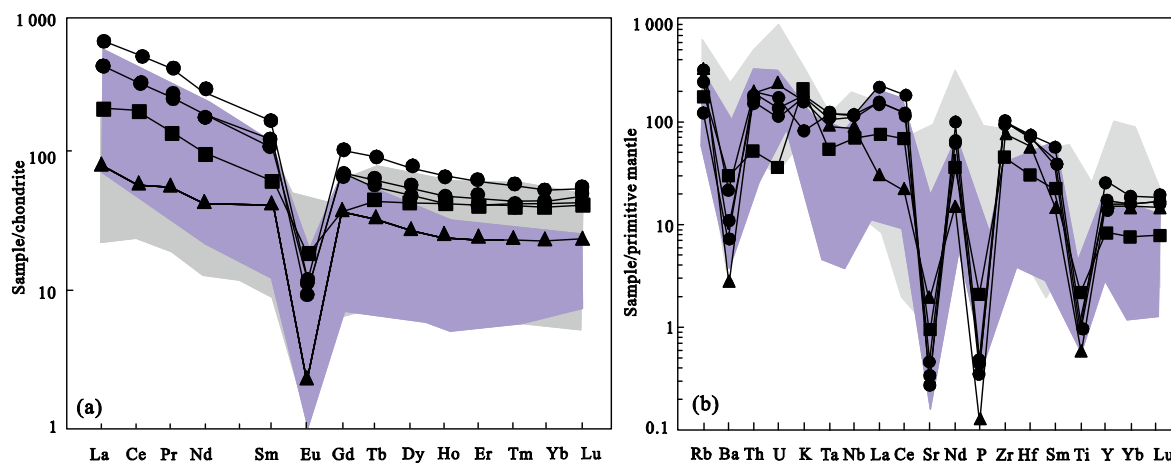 1 000
100
10
1
Sample/chondrite
(a)
La Ce Pr Nd Sm Eu Gd Tb Dy Ho Er Tm Yb Lu
1 000
100
10
1
0.1
Sample/primitive mantle
(b)
Rb Ba Th U K Ta Nb La Ce Sr Nd P Zr Hf Sm Ti Y Yb Lu